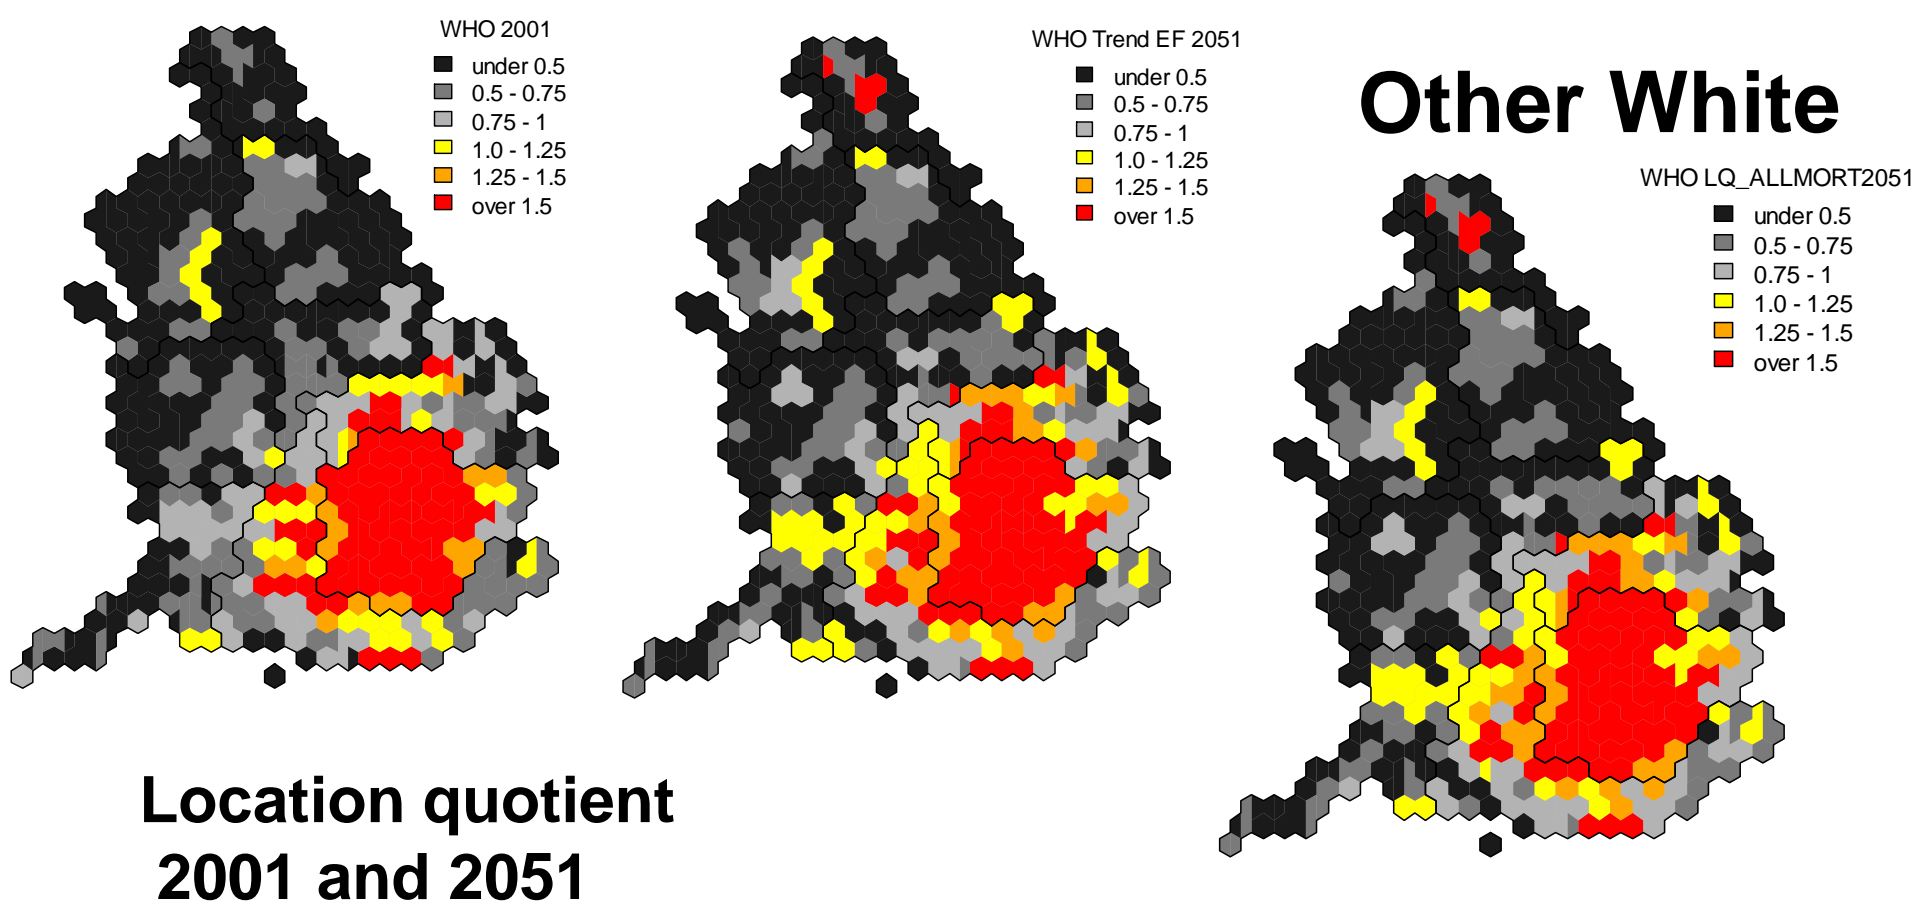 WHO 2001
under 0.5
0.5 - 0.75
0.75 - 1
1.0 - 1.25
1.25 - 1.5
over 1.5
WHO Trend EF 2051
under 0.5
0.5 - 0.75
0.75 - 1
1.0 - 1.25
1.25 - 1.5
over 1.5
Other White
WHO LQ_ALLMORT2051
under 0.5
0.5 - 0.75
0.75 - 1
1.0 - 1.25
1.25 - 1.5
over 1.5
Location quotient
2001 and 2051